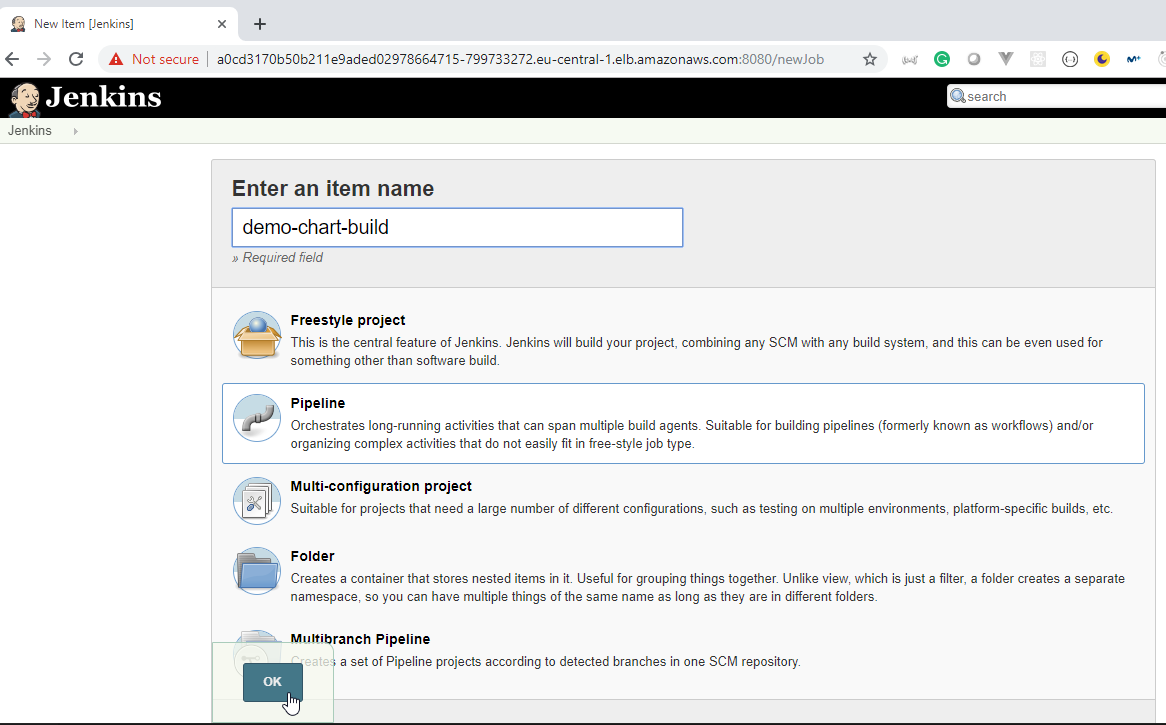 New Item [Jenkins]
Not secure
a0cd3170b50b211e9aded02978664715-799733272.eu-central-1.elb.amazonaws.com:8080/newJob
Jenkins
search
Jenkins
Enter an item name
demo-chart-build
» Required field
Freestyle project
This is the central feature of Jenkins. Jenkins will build your project, combining any SCM with any build system, and this can be even used for
something other than software build.
Pipeline
Orchestrates long-running activities that can span multiple build agents. Suitable for building pipelines (formerly known as workflows) and/or
organizing complex activities that do not easily fit in free-style job type.
Multi-configuration project
Suitable for projects that need a large number of different configurations, such as testing on multiple environments, platform-specific builds, etc.
Folder
Creates a container that stores nested items in it. Useful for grouping things together. Unlike view, which is just a filter, a folder creates a separate
namespace, so you can have multiple things of the same name as long as they are in different folders.
Multibranch Pipeline
Creates a set of Pipeline projects according to detected branches in one SCM repository.
OK